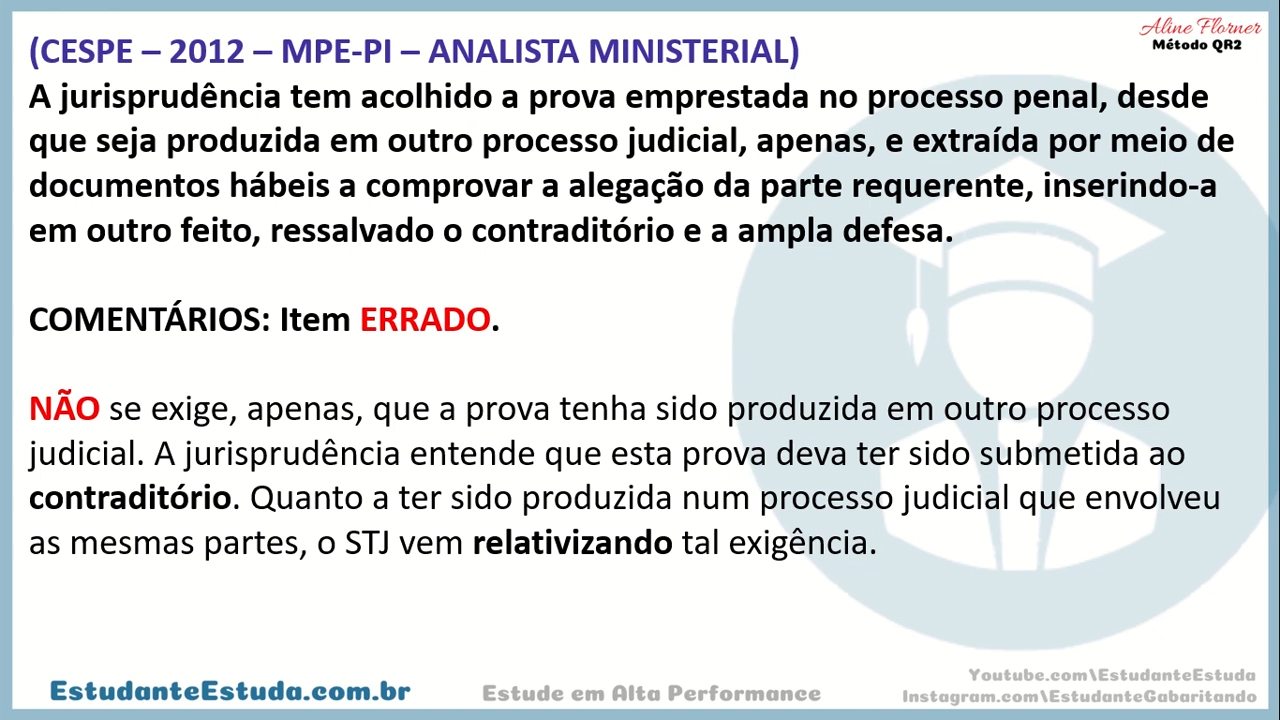 Aline Florner
Método QR2
(CESPE – 2012 – MPE-PI – ANALISTA MINISTERIAL)
A jurisprudência tem acolhido a prova emprestada no processo penal, desde
que seja produzida em outro processo judicial, apenas, e extraída por meio de
documentos hábeis a comprovar a alegação da parte requerente, inserindo-a
em outro feito, ressalvado o contraditório e a ampla defesa.
COMENTÁRIOS: Item ERRADO.
NÃO se exige, apenas, que a prova tenha sido produzida em outro processo
judicial. A jurisprudência entende que esta prova deva ter sido submetida ao
contraditório. Quanto a ter sido produzida num processo judicial que envolveu
as mesmas partes, o STJ vem relativizando tal exigência.
EstudanteEstuda.com.br
Estude em Alta Performance
Youtube.com\EstudanteEstuda
Instagram.com\EstudanteGabaritando